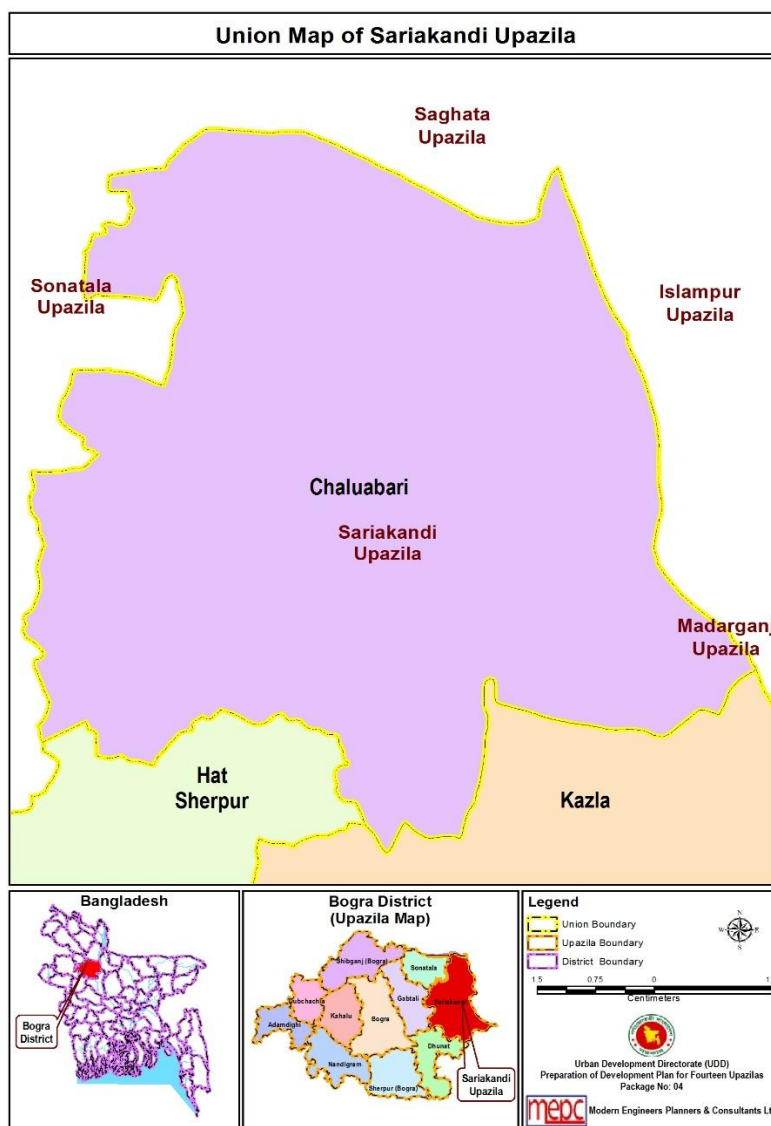 Union Map of Sariakandi Upazila
Saghata
Upazila
Sonatala
Upazila
Islampur
Upazila
Chaluabari
Sariakandi
Upazila
Madarganj
Upazila
Hat
Sherpur
Kazla
Bangladesh
Bogra
District
Bogra District
(Upazila Map)
Shibganj (Bogra)
Sonatala
Gabtali
Kahalu
Bogra
Adamdighi
Dhunat
Nandigram
Sherpur (Bogra)
Sariakandi
Upazila
Legend
Union Boundary
Upazila Boundary
District Boundary
N
W
E
S
1.5 0.75 0 1.
Centimeters
Urban Development Directorate (UDD)
Preparation of Development Plan for Fourteen Upazilas
Package No: 04
mepc Modern Engineers Planners & Consultants Lt